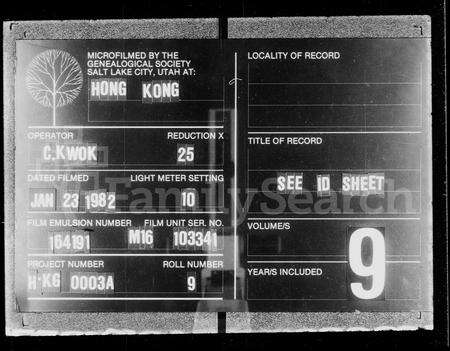 MICROFILMED BY THE
GENEALOGICAL SOCIETY
SALT LAKE CITY, UTAH AT:
HONG KONG
OPERATOR REDUCTION X
C.KWOK 25
DATED FILMED LIGHT METER SETTING
JAN 23 1982 10
FILM EMULSION NUMBER FILM UNIT SER. NO.
164191 M16 103341
PROJECT NUMBER ROLL NUMBER
H-KG 0003A 9
LOCALITY OF RECORD
TITLE OF RECORD
SEE ID SHEET
VOLUME/S
9
YEAR/S INCLUDED
FamilySearch